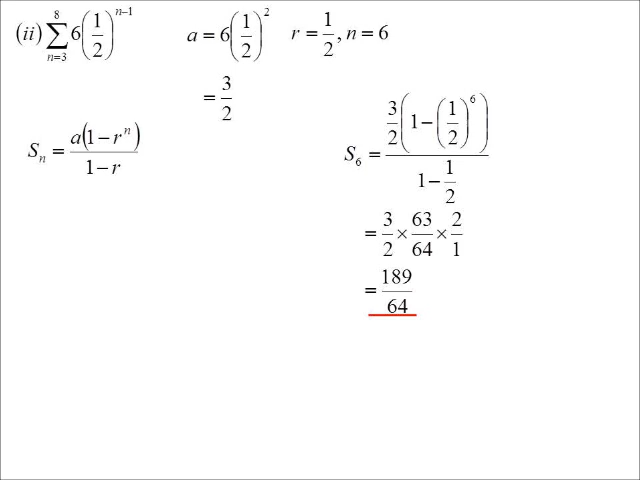 (ii) ∑_{n=3}^{8} 6(1/2)^{n−1}   a = 6(1/2)^2   r = 1/2, n = 6
= 3/2
S_n = a(1 − r^n) / (1 − r)
S_6 = (3/2)(1 − (1/2)^6) / (1 − 1/2)
= 3/2 × 63/64 × 2/1
= 189/64